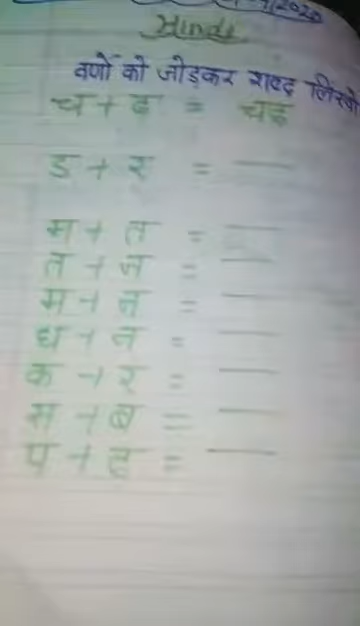 Hindi
वर्णों को जोड़कर शब्द लिखो
च + ढ = चढ़
ड + र = —
म + त = —
त + न = —
म + न = —
ध + न = —
क + र = —
म + ब = —
प + ल = —